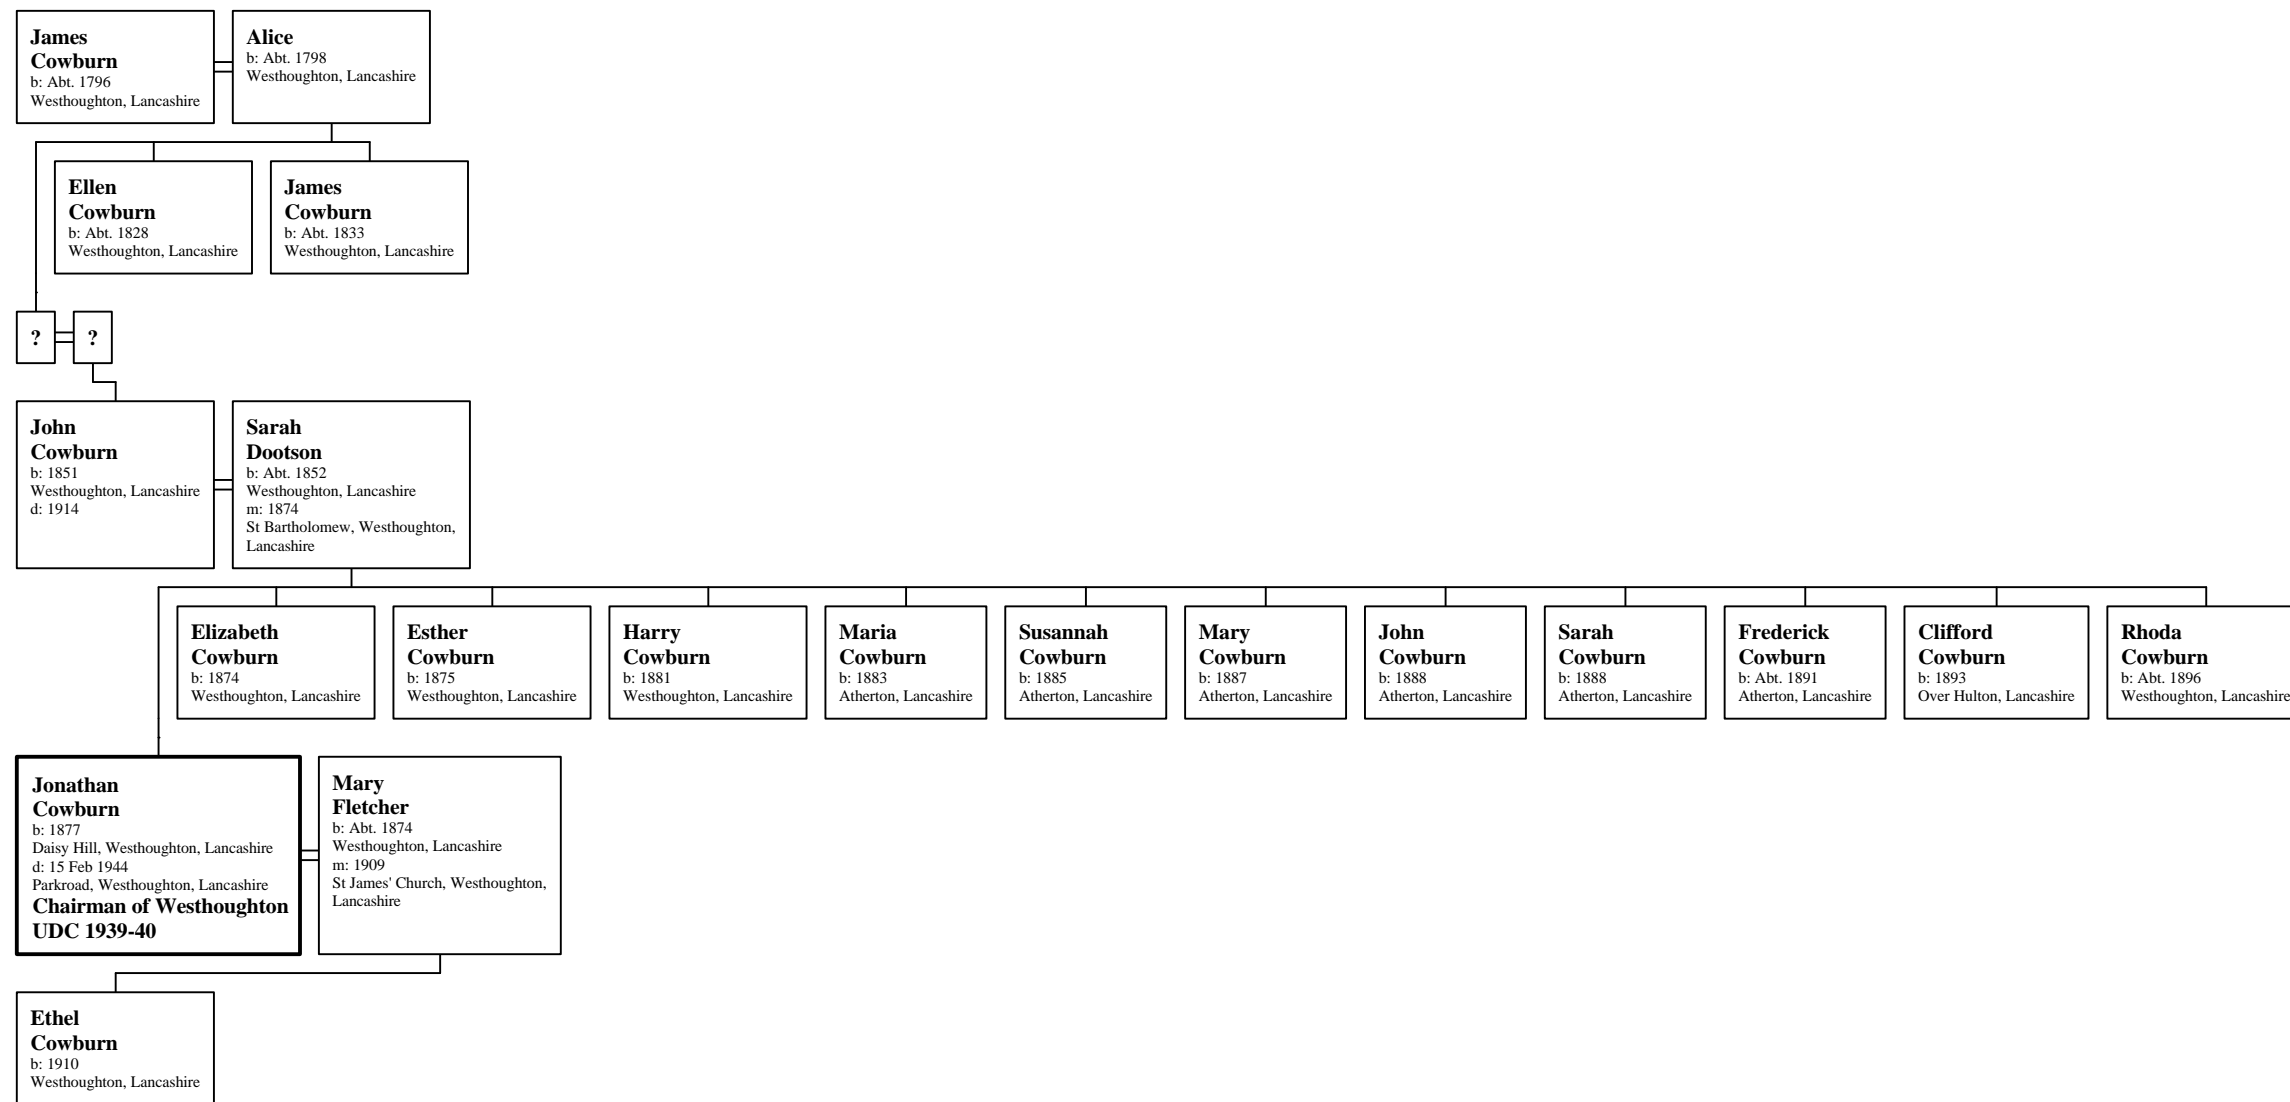 James
Cowburn
b: Abt. 1796
Westhoughton, Lancashire
Alice
b: Abt. 1798
Westhoughton, Lancashire
Ellen
Cowburn
b: Abt. 1828
Westhoughton, Lancashire
James
Cowburn
b: Abt. 1833
Westhoughton, Lancashire
?
?
John
Cowburn
b: 1851
Westhoughton, Lancashire
d: 1914
Sarah
Dootson
b: Abt. 1852
Westhoughton, Lancashire
m: 1874
St Bartholomew, Westhoughton,
Lancashire
Elizabeth
Cowburn
b: 1874
Westhoughton, Lancashire
Esther
Cowburn
b: 1875
Westhoughton, Lancashire
Harry
Cowburn
b: 1881
Westhoughton, Lancashire
Maria
Cowburn
b: 1883
Atherton, Lancashire
Susannah
Cowburn
b: 1885
Atherton, Lancashire
Mary
Cowburn
b: 1887
Atherton, Lancashire
John
Cowburn
b: 1888
Atherton, Lancashire
Sarah
Cowburn
b: 1888
Atherton, Lancashire
Frederick
Cowburn
b: Abt. 1891
Atherton, Lancashire
Clifford
Cowburn
b: 1893
Over Hulton, Lancashire
Rhoda
Cowburn
b: Abt. 1896
Westhoughton, Lancashire
Jonathan
Cowburn
b: 1877
Daisy Hill, Westhoughton, Lancashire
d: 15 Feb 1944
Parkroad, Westhoughton, Lancashire
Chairman of Westhoughton
UDC 1939-40
Mary
Fletcher
b: Abt. 1874
Westhoughton, Lancashire
m: 1909
St James' Church, Westhoughton,
Lancashire
Ethel
Cowburn
b: 1910
Westhoughton, Lancashire